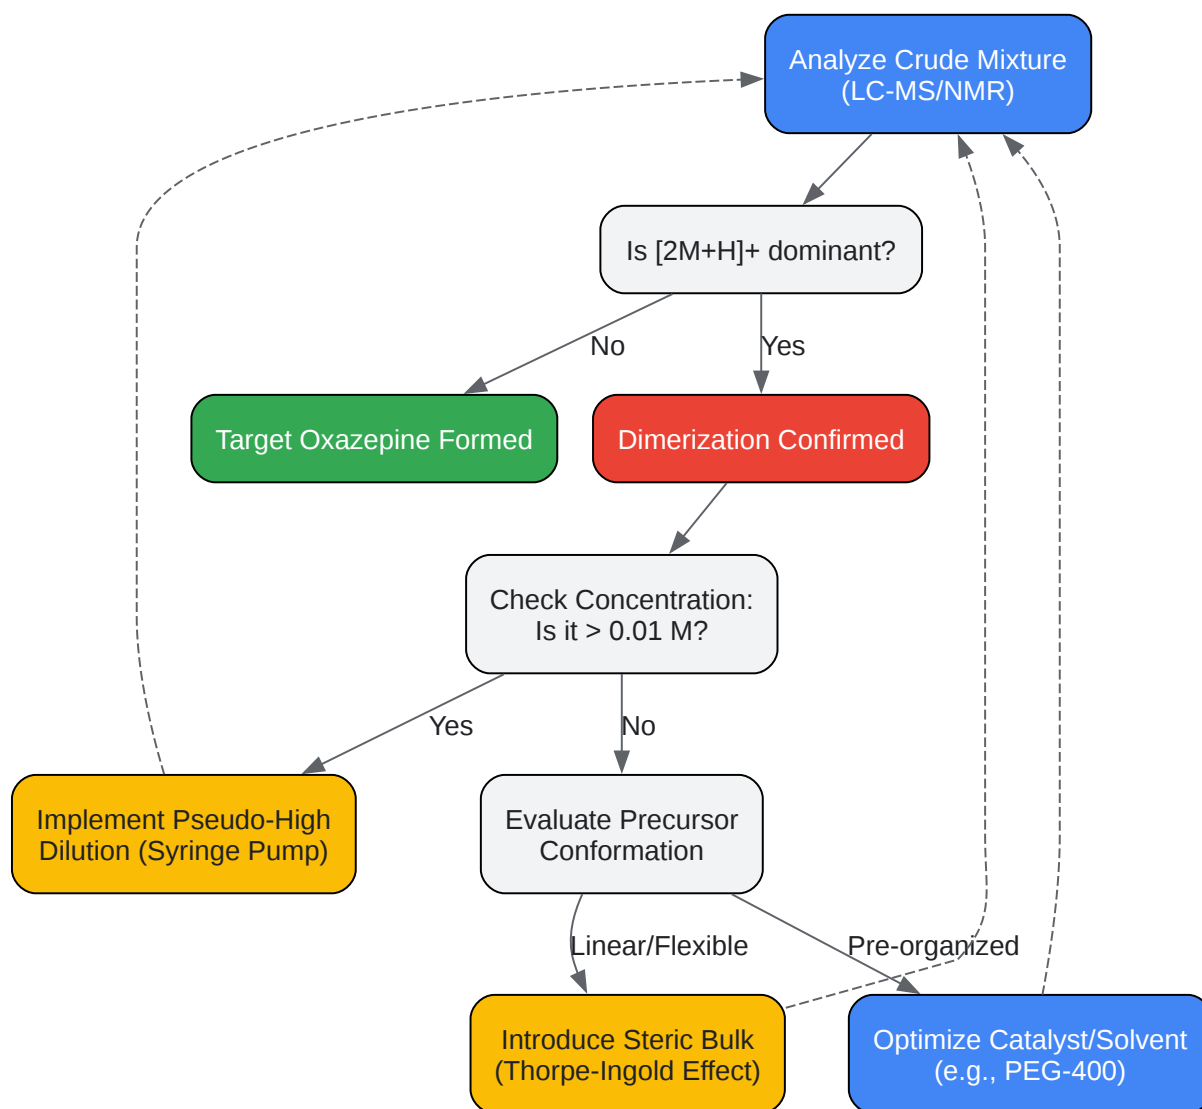 Analyze Crude Mixture
(LC-MS/NMR)
Is [2M+H]+ dominant?
No
Yes
Target Oxazepine Formed
Dimerization Confirmed
Check Concentration:
Is it > 0.01 M?
Yes
No
Implement Pseudo-High
Dilution (Syringe Pump)
Evaluate Precursor
Conformation
Linear/Flexible
Pre-organized
Introduce Steric Bulk
(Thorpe-Ingold Effect)
Optimize Catalyst/Solvent
(e.g., PEG-400)